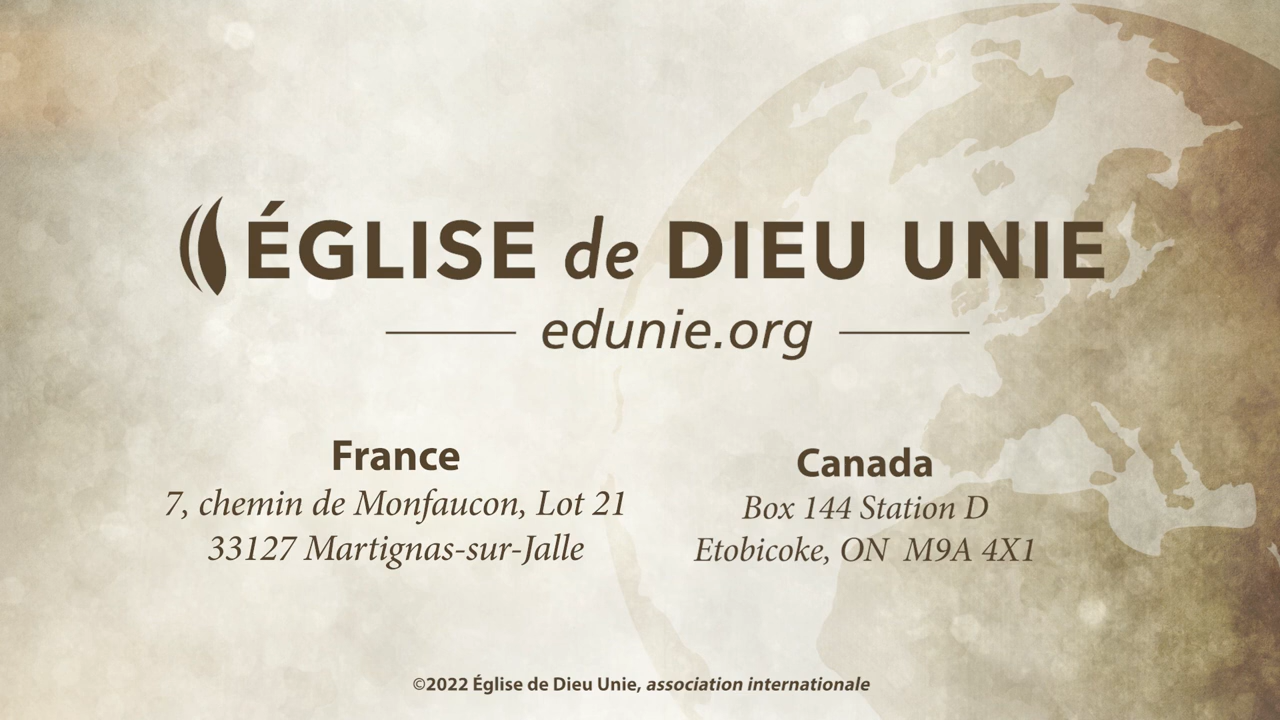 ÉGLISE de DIEU UNIE
edunie.org
France
7, chemin de Monfaucon, Lot 21
33127 Martignas-sur-Jalle
Canada
Box 144 Station D
Etobicoke, ON M9A 4X1
©2022 Église de Dieu Unie, association internationale